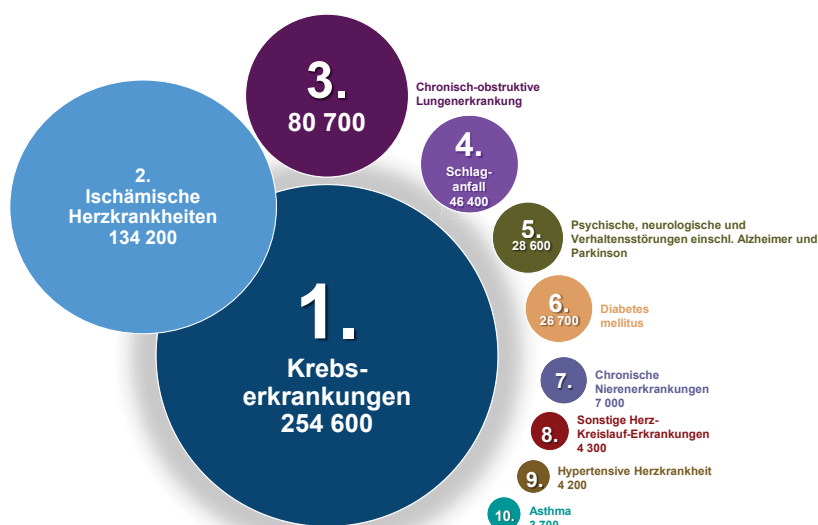 1.
Krebs-
erkrankungen
254 600
2.
Ischämische
Herzkrankheiten
134 200
3.
80 700
Chronisch-obstruktive
Lungenerkrankung
4.
Schlag-
anfall
46 400
5.
28 600
Psychische, neurologische und
Verhaltensstörungen einschl. Alzheimer und
Parkinson
6.
26 700
Diabetes
mellitus
7.
Chronische
Nierenerkrankungen
7 000
8.
Sonstige Herz-
Kreislauf-Erkrankungen
4 300
9.
Hypertensive Herzkrankheit
4 200
10.
Asthma